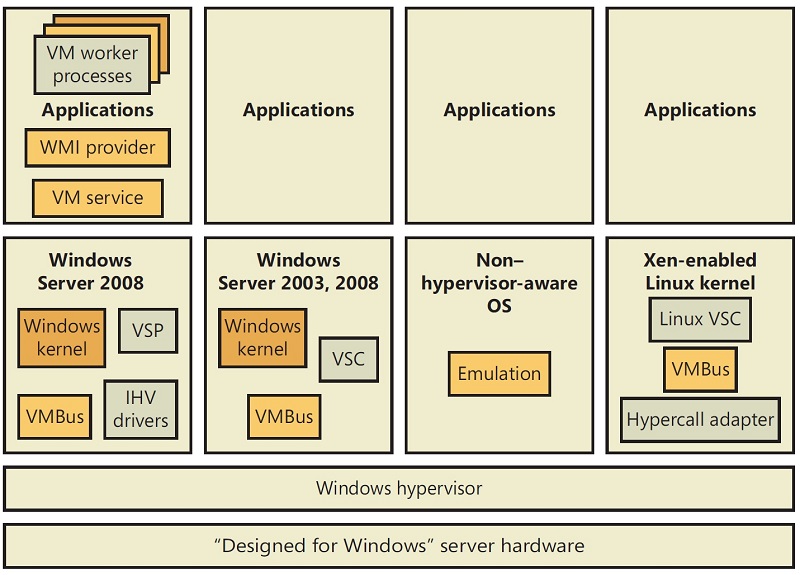 VM worker
processes
Applications
WMI provider
VM service
Applications
Applications
Applications
Windows
Server 2008
Windows
kernel
VSP
VMBus
IHV
drivers
Windows
Server 2003, 2008
Windows
kernel
VSC
VMBus
Non–
hypervisor-aware
OS
Emulation
Xen-enabled
Linux kernel
Linux VSC
VMBus
Hypercall adapter
Windows hypervisor
“Designed for Windows” server hardware